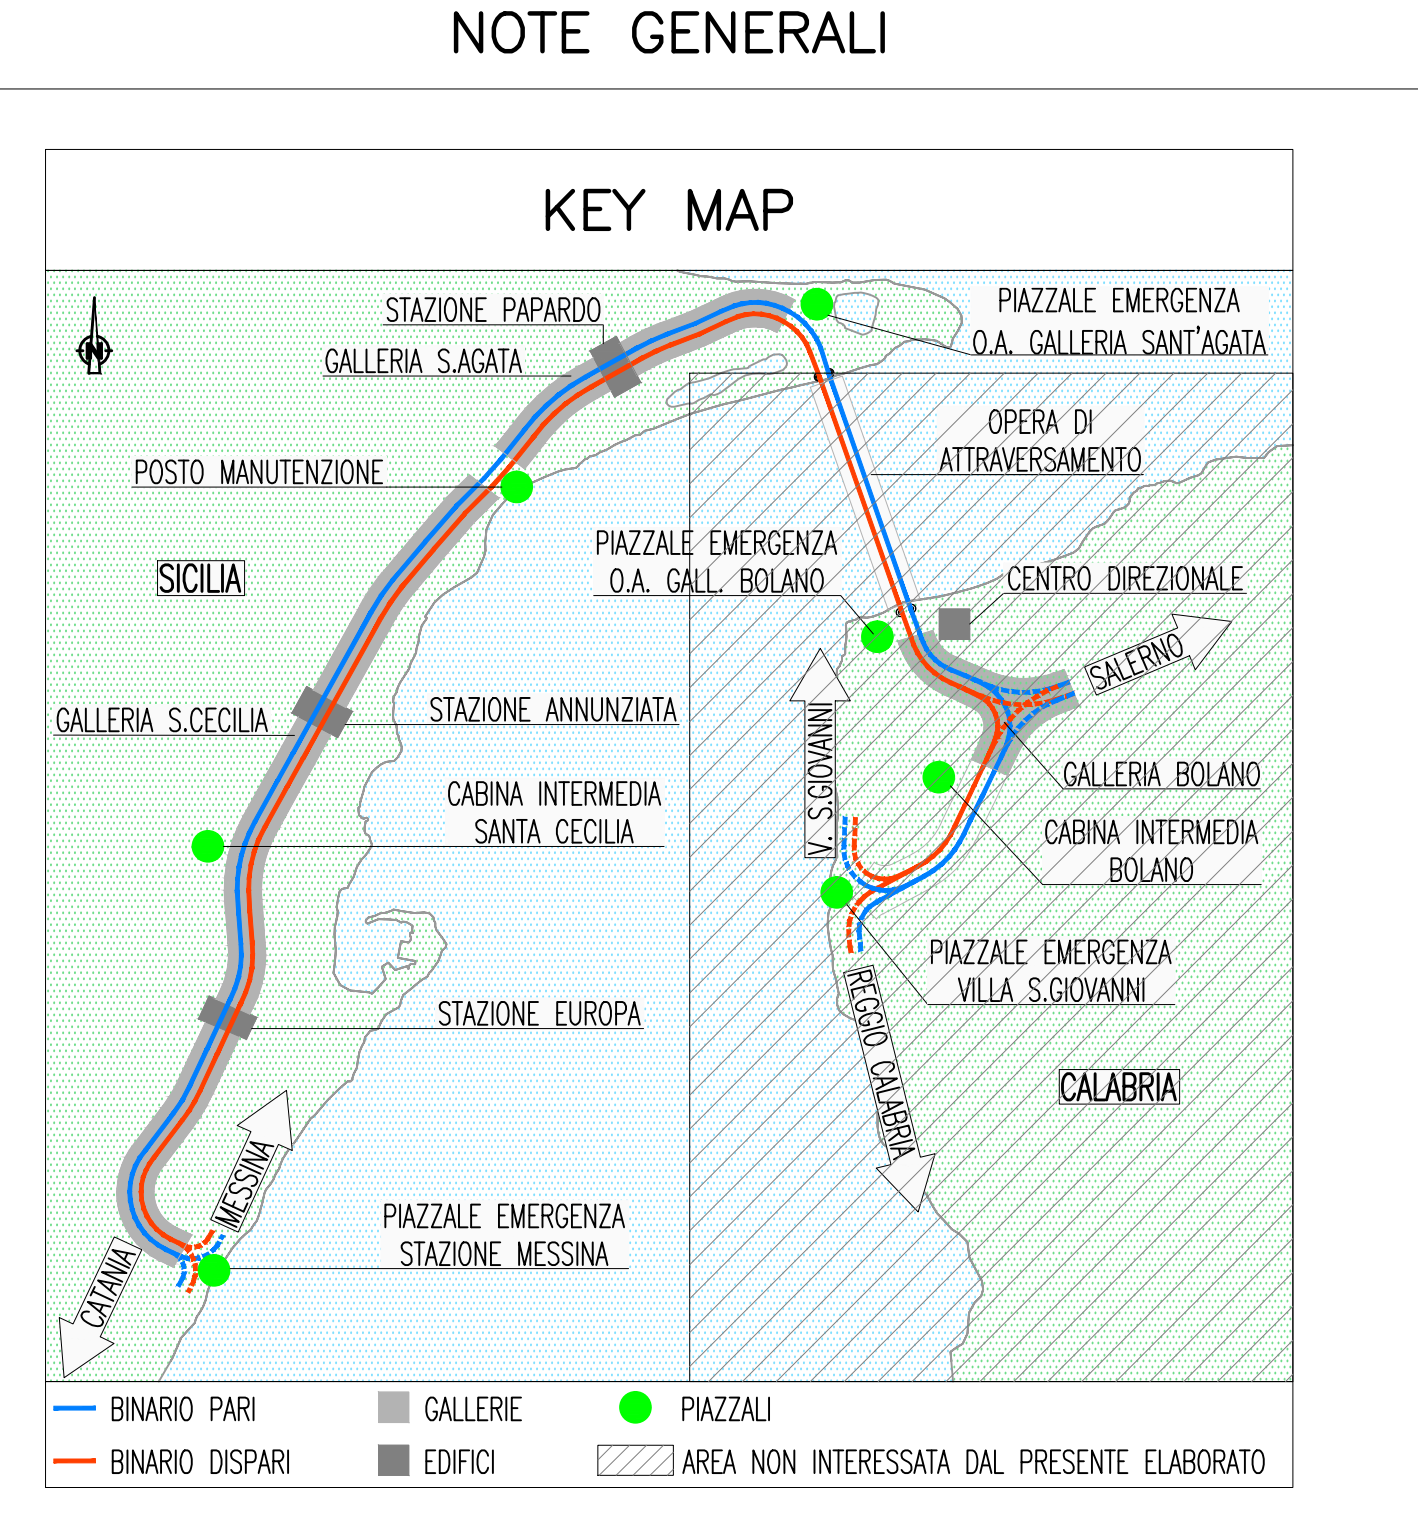 NOTE GENERALI
KEY MAP
N
STAZIONE PAPARDO
GALLERIA S.AGATA
PIAZZALE EMERGENZA
O.A. GALLERIA SANT'AGATA
OPERA DI
ATTRAVERSAMENTO
POSTO MANUTENZIONE
PIAZZALE EMERGENZA
O.A. GALL. BOLANO
SICILIA
CENTRO DIREZIONALE
SALERNO
GALLERIA S.CECILIA
STAZIONE ANNUNZIATA
V. S.GIOVANNI
GALLERIA BOLANO
CABINA INTERMEDIA
SANTA CECILIA
CABINA INTERMEDIA
BOLANO
PIAZZALE EMERGENZA
VILLA S.GIOVANNI
STAZIONE EUROPA
REGGIO CALABRIA
CALABRIA
MESSINA
PIAZZALE EMERGENZA
STAZIONE MESSINA
CATANIA
BINARIO PARI
GALLERIE
PIAZZALI
BINARIO DISPARI
EDIFICI
AREA NON INTERESSATA DAL PRESENTE ELABORATO